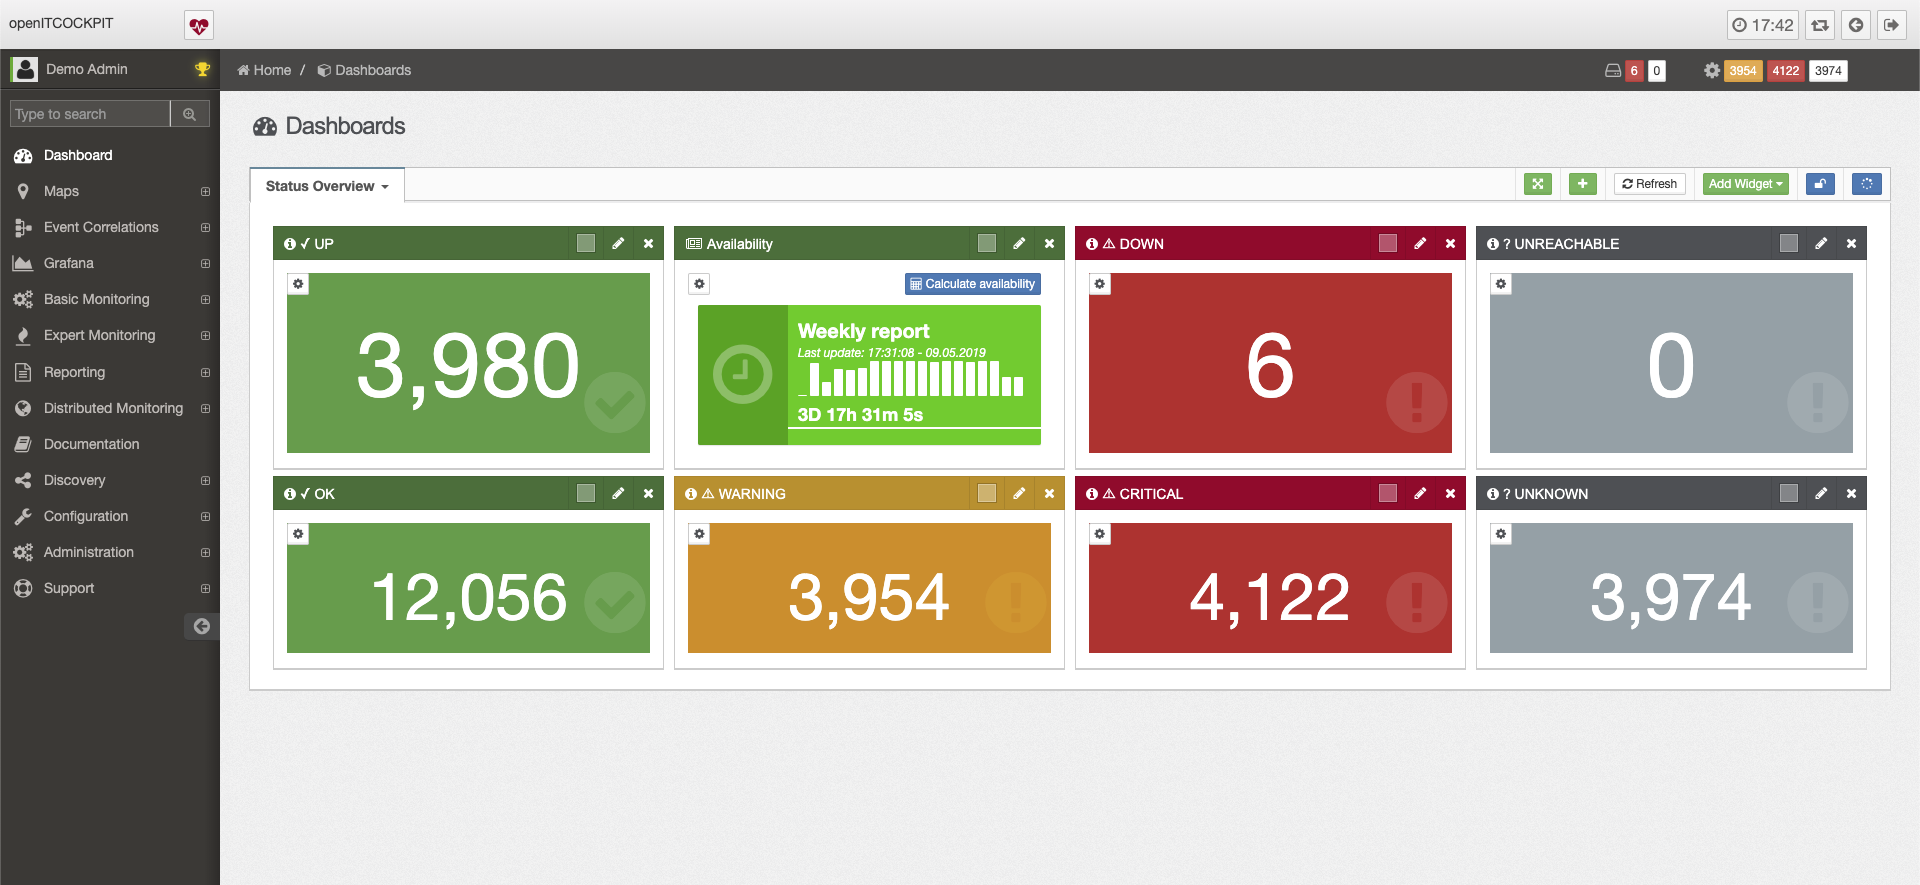 openITCOCKPIT
17:42
Demo Admin
Home / Dashboards
6 0
3954 4122 3974
Type to search
Dashboard
Maps
Event Correlations
Grafana
Basic Monitoring
Expert Monitoring
Reporting
Distributed Monitoring
Documentation
Discovery
Configuration
Administration
Support
Dashboards
Status Overview
Refresh
Add Widget
UP
3,980
Availability
Calculate availability
Weekly report
Last update: 17:31:08 - 09.05.2019
3D 17h 31m 5s
DOWN
6
? UNREACHABLE
0
OK
12,056
WARNING
3,954
CRITICAL
4,122
? UNKNOWN
3,974